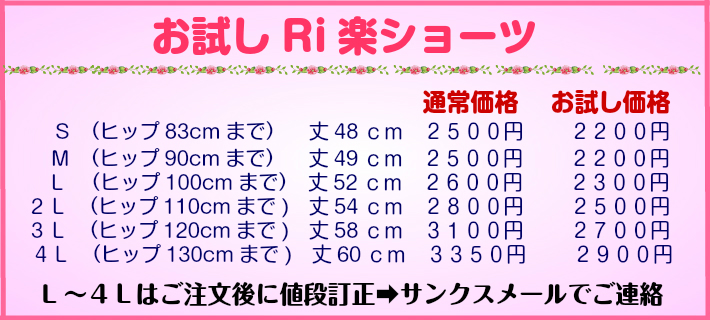 お試し Ri 楽ショーツ
通常価格 お試し価格
S （ヒップ 83cm まで） 丈 48 ｃｍ ２５００円 ２２００円
M （ヒップ 90cm まで） 丈 49 ｃｍ ２５００円 ２２００円
L （ヒップ 100cm まで） 丈 52 ｃｍ ２６００円 ２３００円
２Ｌ （ヒップ 110cm まで） 丈 54 ｃｍ ２８００円 ２５００円
３Ｌ （ヒップ 120cm まで） 丈 58 ｃｍ ３１００円 ２７００円
４Ｌ （ヒップ 130cm まで） 丈 60 ｃｍ ３３５０円 ２９００円
Ｌ～４Ｌはご注文後に値段訂正➡サンクスメールでご連絡